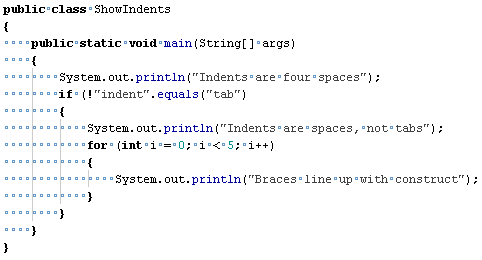 public class ShowIndents
{
    public static void main(String[] args)
    {
        System.out.println("Indents are four spaces");
        if (!"indent".equals("tab")
        {
            System.out.println("Indents are spaces, not tabs");
            for (int i = 0; i < 5; i++)
            {
                System.out.println("Braces line up with construct");
            }
        }
    }
}